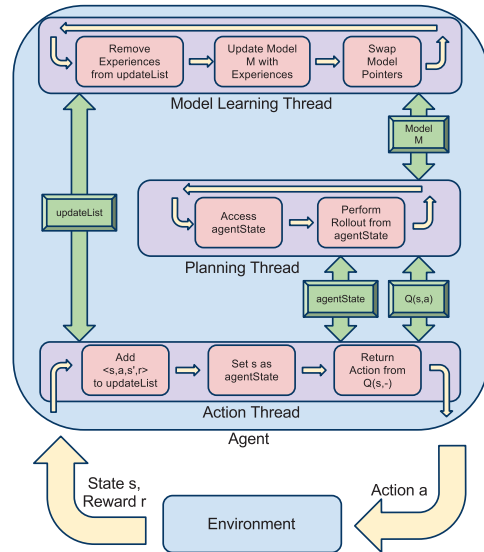 Remove
Experiences
from updateList
Update Model
M with
Experiences
Swap
Model
Pointers
Model Learning Thread
Model
M
updateList
Access
agentState
Perform
Rollout from
agentState
Planning Thread
agentState
Q(s,a)
Add
<s,a,s',r>
to updateList
Set s as
agentState
Return
Action from
Q(s,-)
Action Thread
Agent
State s,
Reward r
Action a
Environment